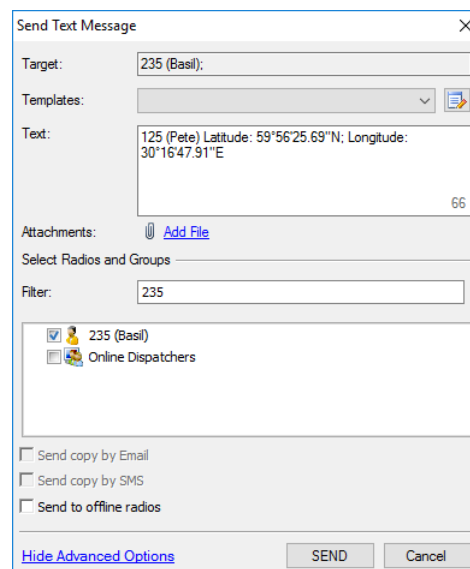 Send Text Message
Target: 235 (Basil);
Templates:
Text: 125 (Pete) Latitude: 59°56'25.69"N; Longitude:
30°16'47.91"E
66
Attachments: Add File
Select Radios and Groups
Filter: 235
235 (Basil)
Online Dispatchers
Send copy by Email
Send copy by SMS
Send to offline radios
Hide Advanced Options SEND Cancel